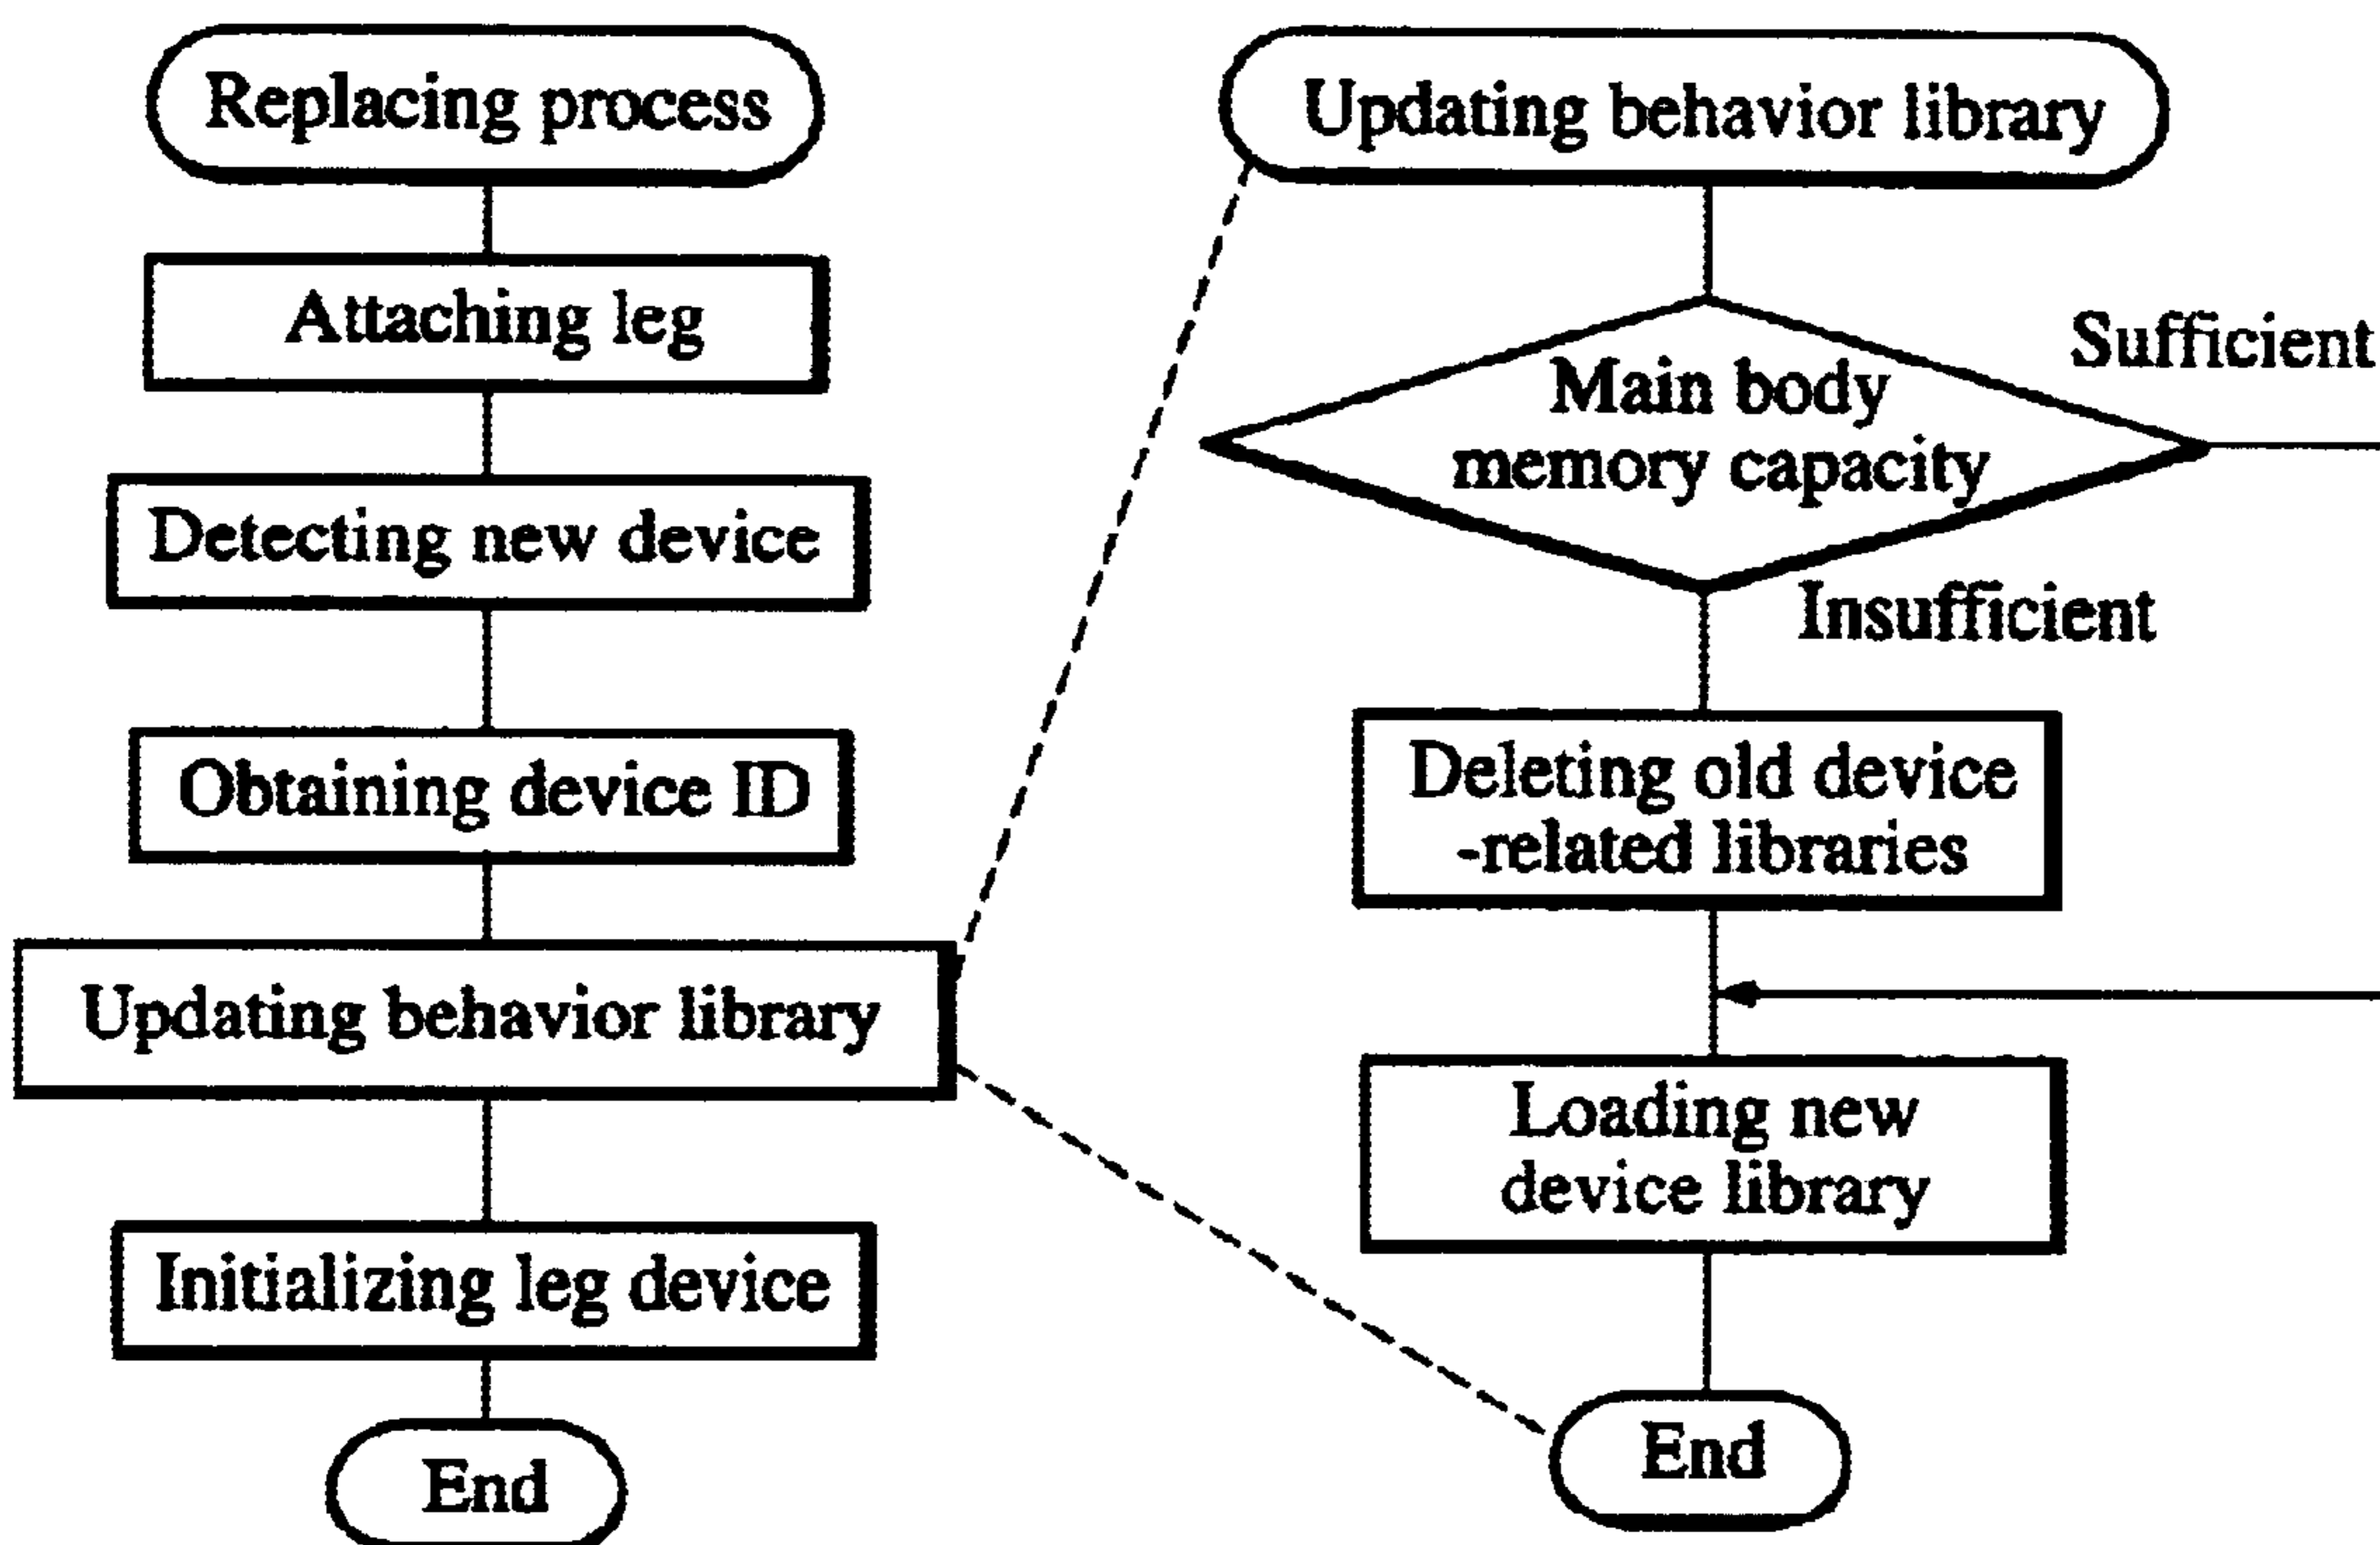 Replacing process
Attaching leg
Detecting new device
Obtaining device ID
Updating behavior library
Initializing leg device
End
Updating behavior library
Main body
memory capacity
Sufficient
Insufficient
Deleting old device
-related libraries
Loading new
device library
End